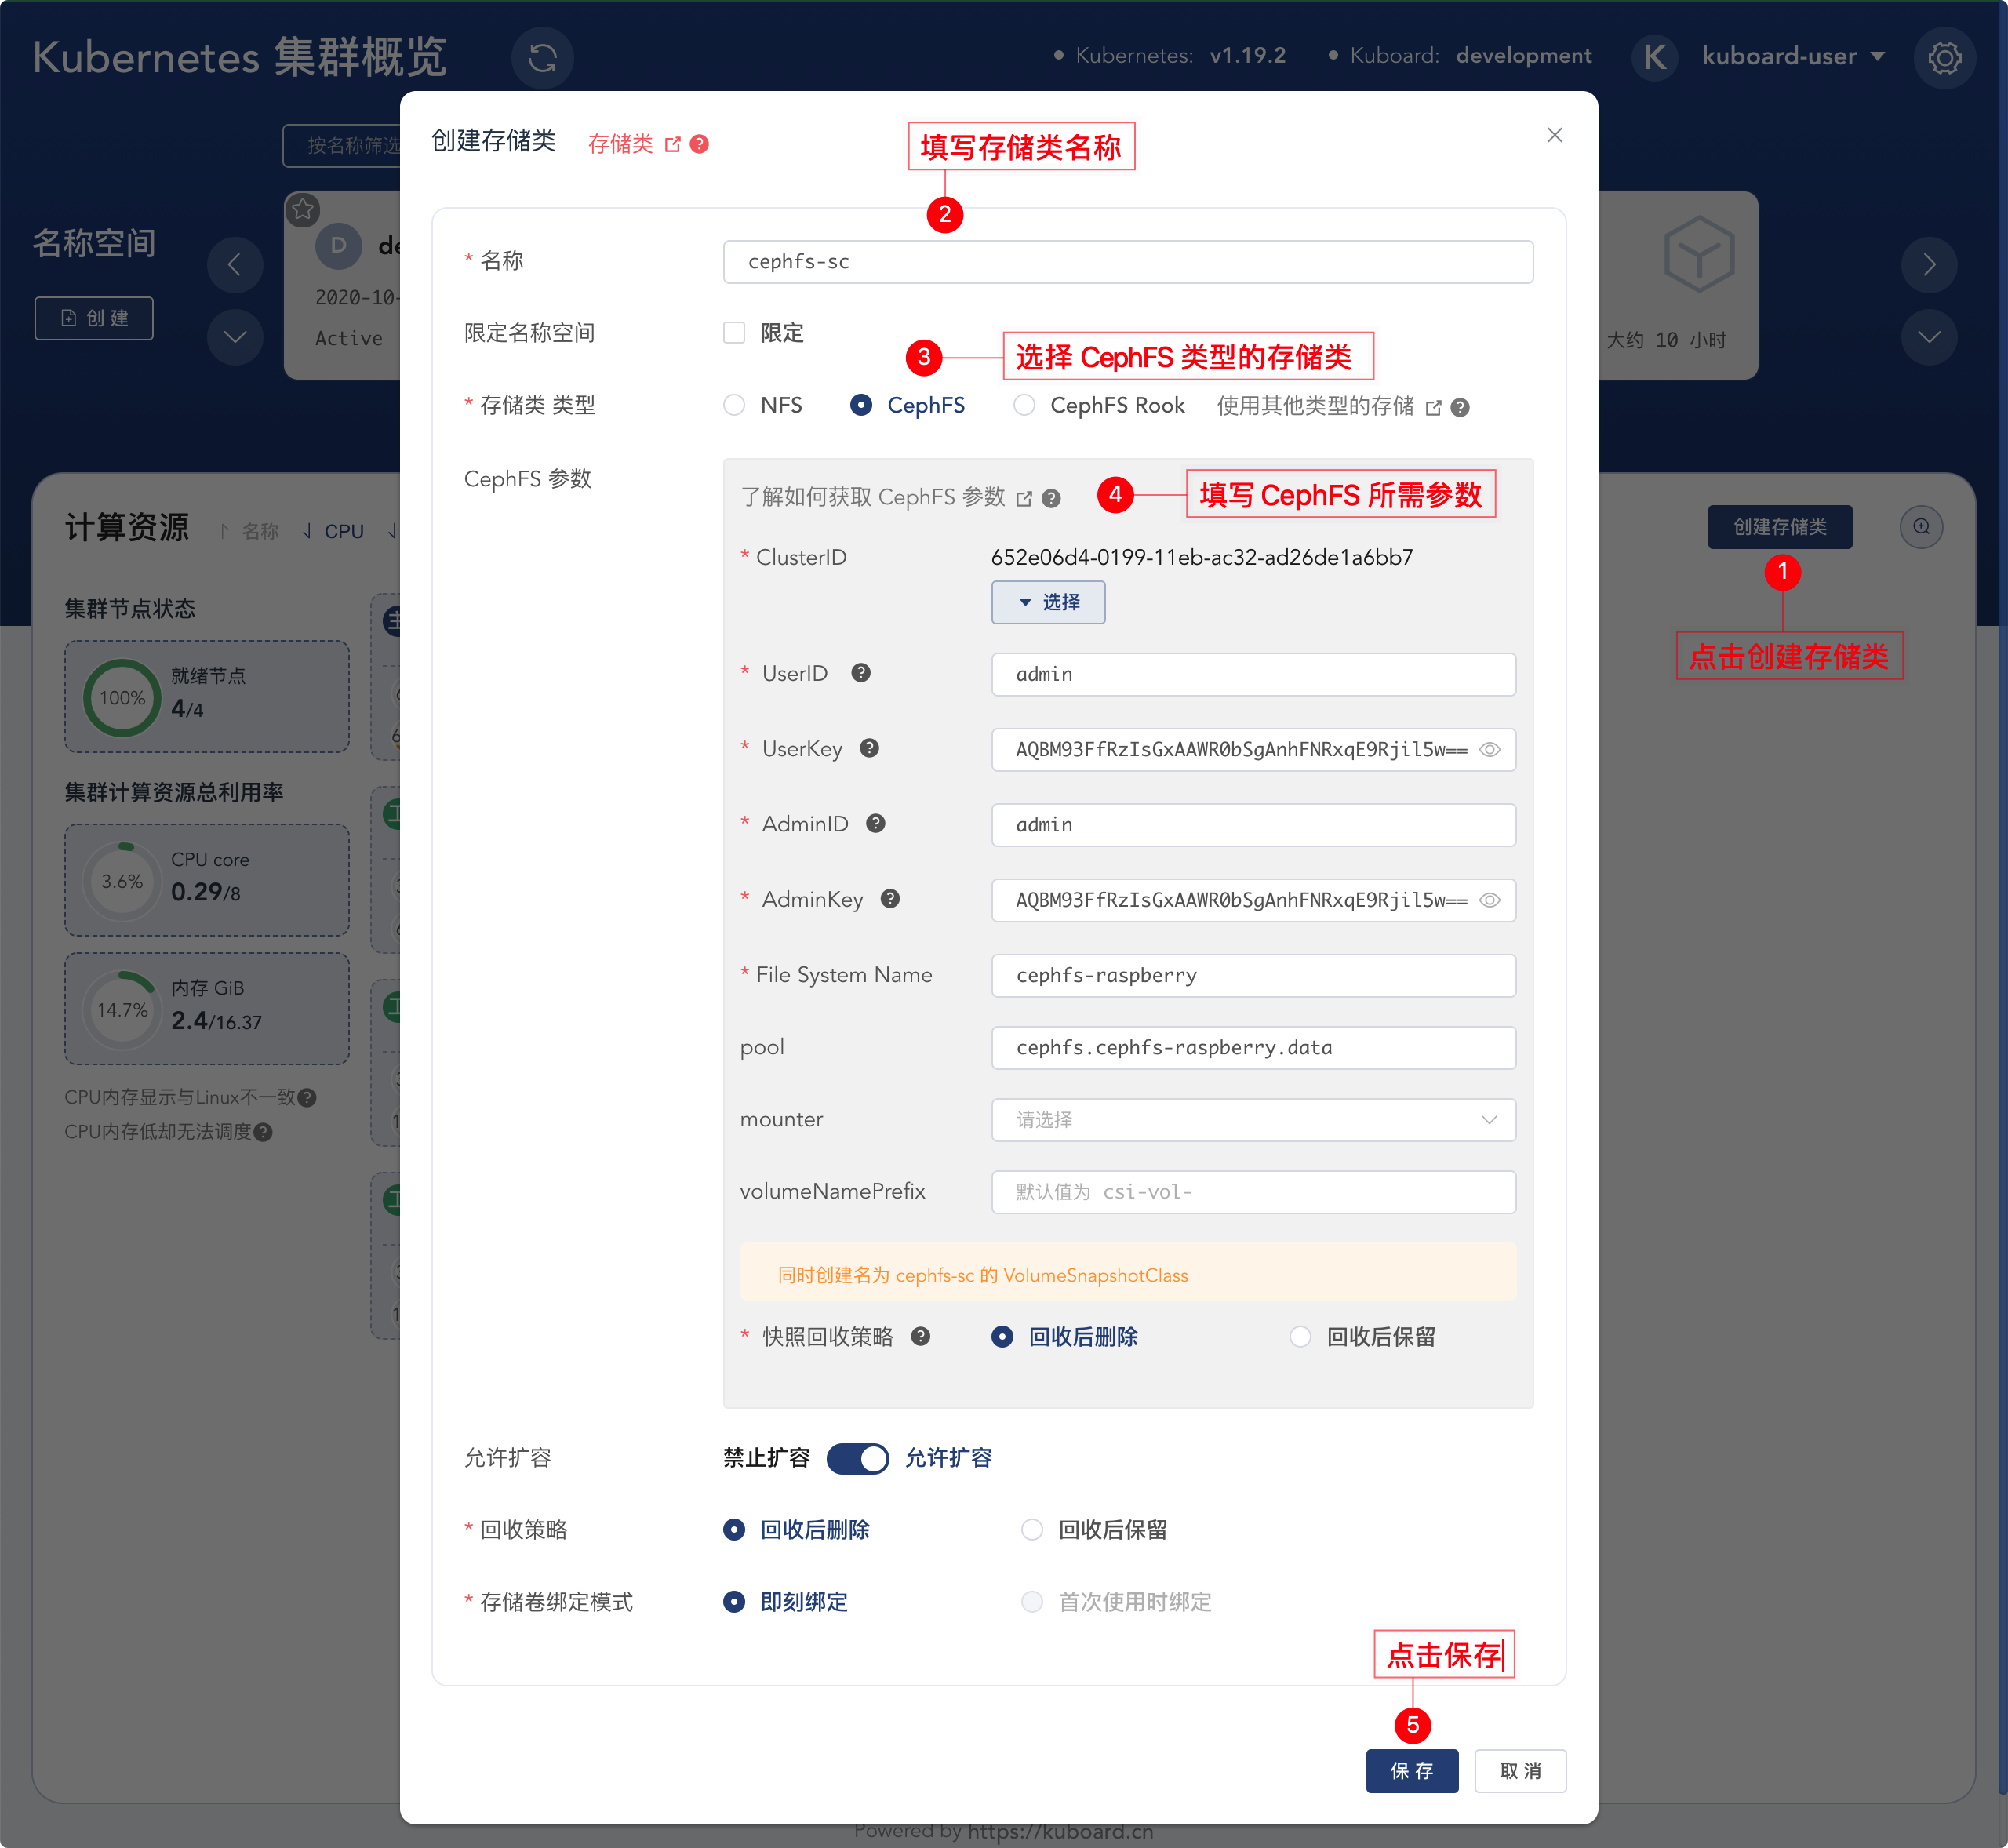 Kubernetes 集群概览
Kubernetes: v1.19.2
Kuboard: development
K
kuboard-user
按名称筛选
名称空间
创 建
D
2020-10-
Active
大约 10 小时
创建存储类
存储类
填写存储类名称
2
* 名称
cephfs-sc
限定名称空间
限定
3
选择 CephFS 类型的存储类
* 存储类 类型
NFS
CephFS
CephFS Rook
使用其他类型的存储
CephFS 参数
了解如何获取 CephFS 参数
4
填写 CephFS 所需参数
* ClusterID
652e06d4-0199-11eb-ac32-ad26de1a6bb7
选择
* UserID
admin
* UserKey
AQBM93FfRzIsGxAAWR0bSgAnhFNRxqE9Rjil5w==
* AdminID
admin
* AdminKey
AQBM93FfRzIsGxAAWR0bSgAnhFNRxqE9Rjil5w==
* File System Name
cephfs-raspberry
pool
cephfs.cephfs-raspberry.data
mounter
请选择
volumeNamePrefix
默认值为 csi-vol-
同时创建名为 cephfs-sc 的 VolumeSnapshotClass
* 快照回收策略
回收后删除
回收后保留
允许扩容
禁止扩容
允许扩容
* 回收策略
回收后删除
回收后保留
* 存储卷绑定模式
即刻绑定
首次使用时绑定
点击保存
5
保 存
取 消
计算资源
名称
CPU
创建存储类
1
点击创建存储类
集群节点状态
100%
就绪节点
4/4
集群计算资源总利用率
3.6%
CPU core
0.29/8
14.7%
内存 GiB
2.4/16.37
CPU内存显示与Linux不一致
CPU内存低却无法调度
Powered by https://kuboard.cn